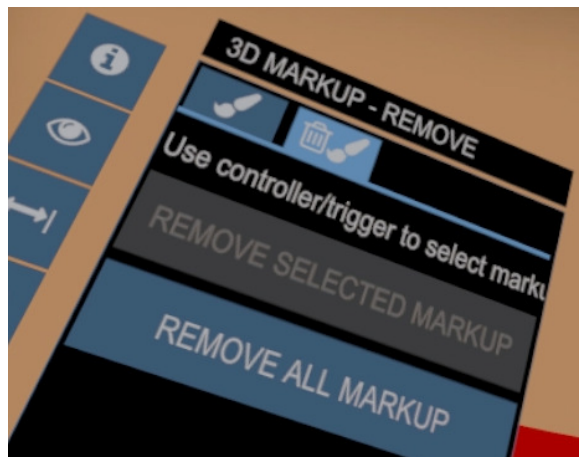 3D MARKUP - REMOVE
Use controller/trigger to select
REMOVE SELECTED MARKUP
REMOVE ALL MARKUP